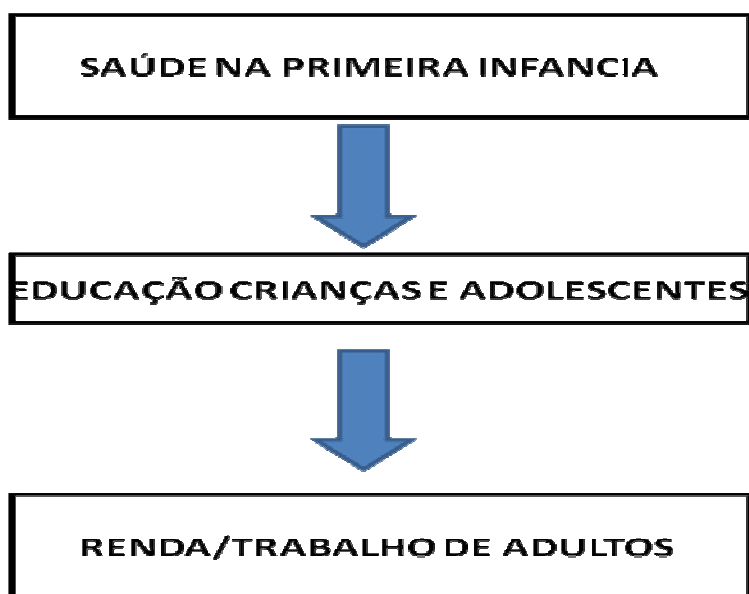 SAÚDE NA PRIMEIRA INFANCIA
EDUCAÇÃO CRIANÇAS E ADOLESCENTES
RENDA/TRABALHO DE ADULTOS